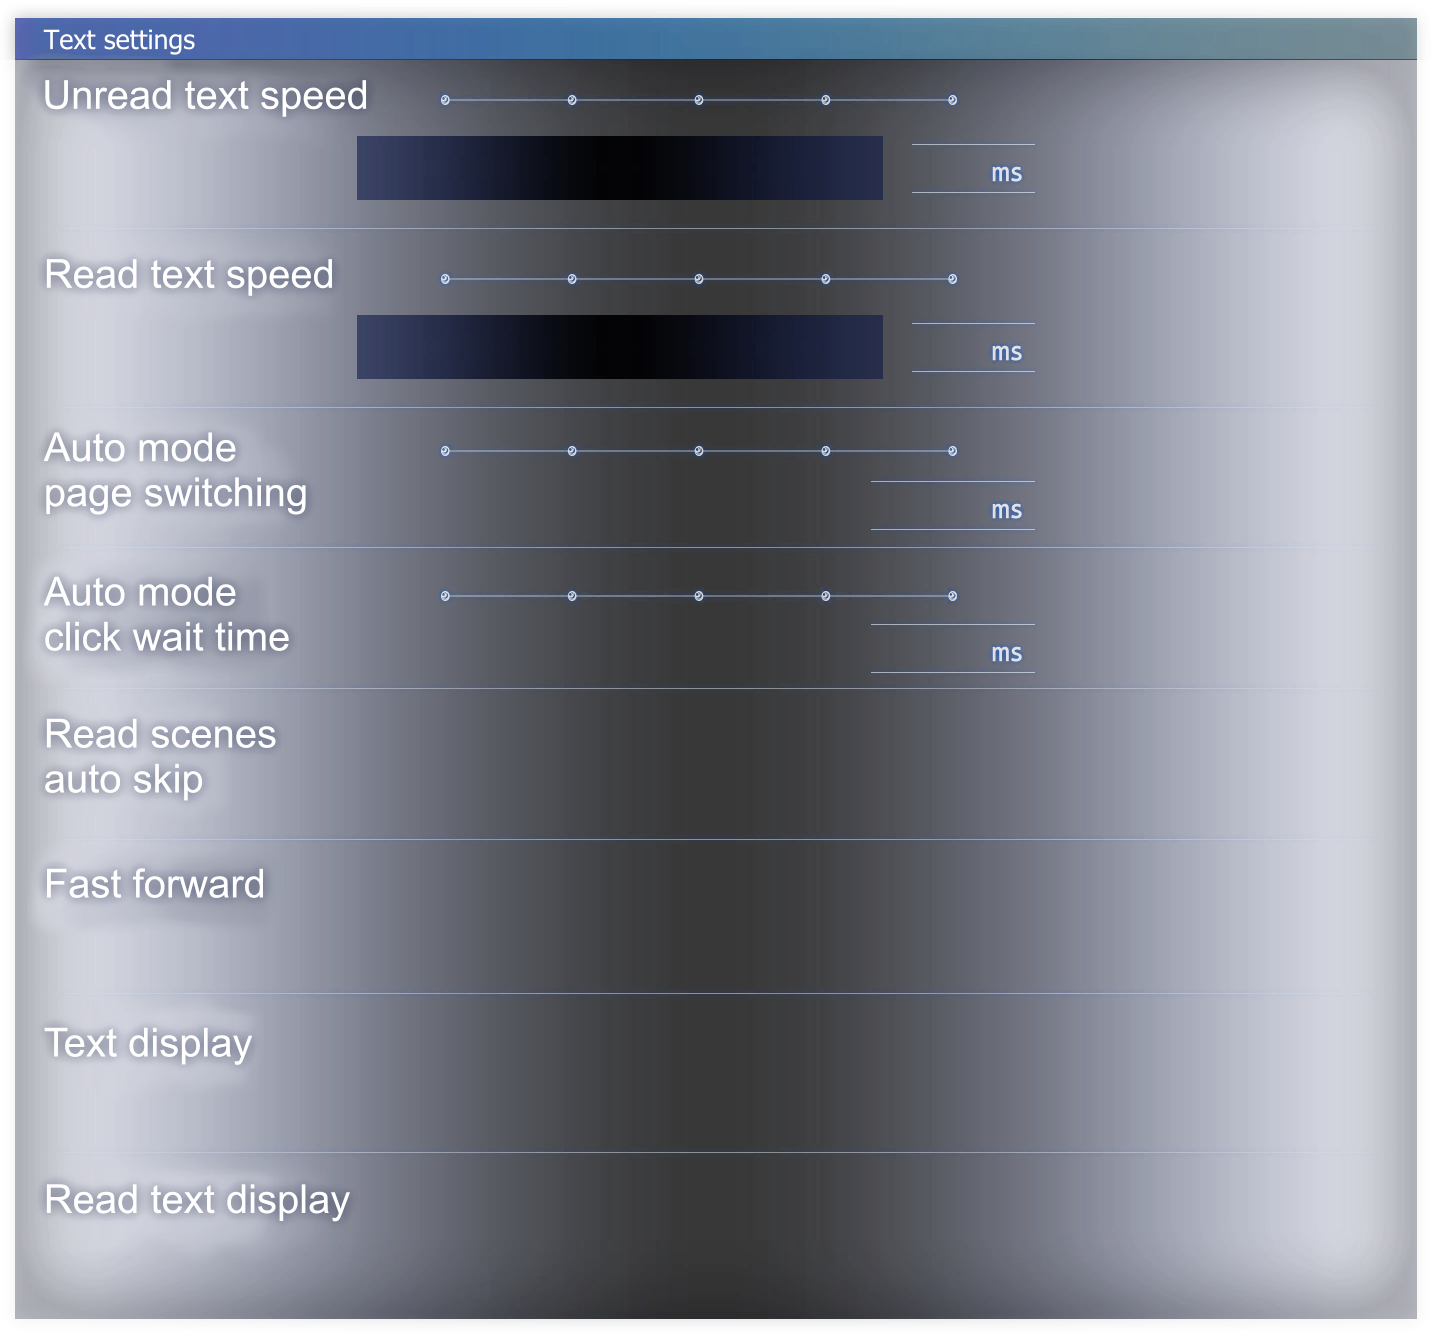 Text settings
Unread text speed
ms
Read text speed
ms
Auto mode
page switching
ms
Auto mode
click wait time
ms
Read scenes
auto skip
Fast forward
Text display
Read text display